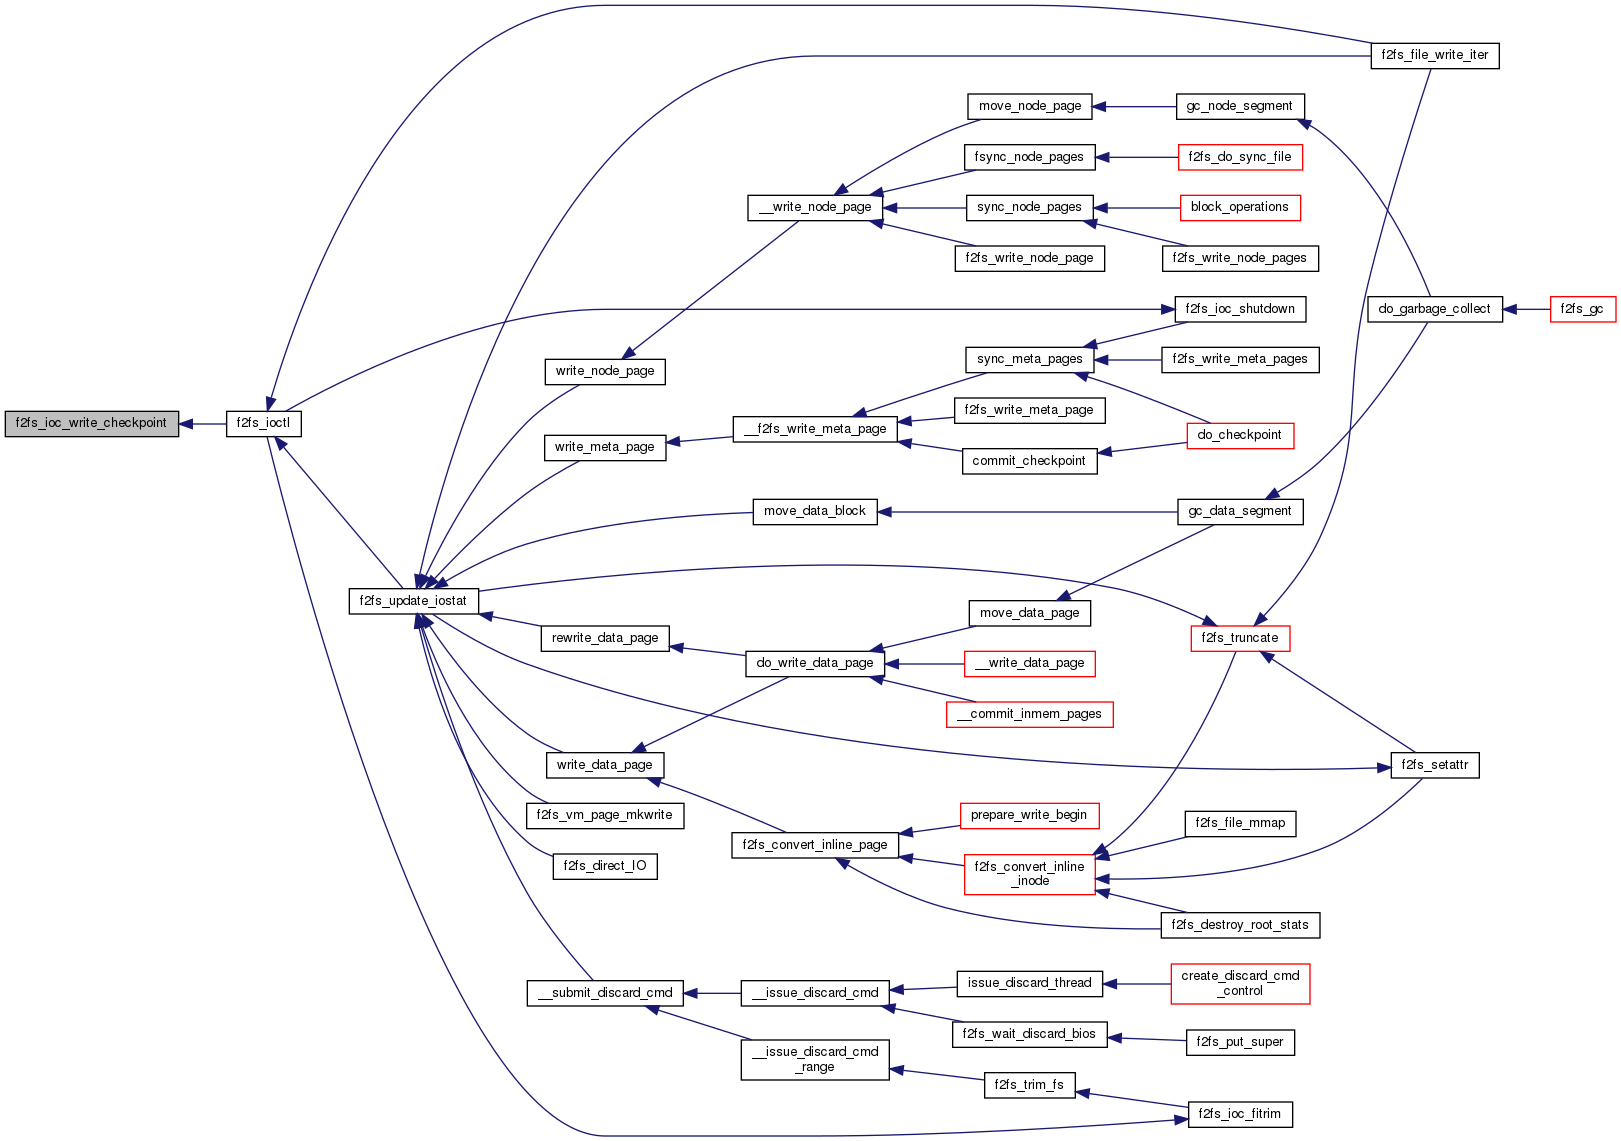 f2fs_file_write_iter
move_node_page
gc_node_segment
fsync_node_pages
f2fs_do_sync_file
__write_node_page
sync_node_pages
block_operations
f2fs_write_node_page
f2fs_write_node_pages
f2fs_ioc_shutdown
do_garbage_collect
f2fs_gc
write_node_page
sync_meta_pages
f2fs_write_meta_pages
f2fs_ioc_write_checkpoint
f2fs_ioctl
f2fs_write_meta_page
__f2fs_write_meta_page
do_checkpoint
write_meta_page
commit_checkpoint
move_data_block
gc_data_segment
f2fs_update_iostat
move_data_page
rewrite_data_page
f2fs_truncate
do_write_data_page
__write_data_page
__commit_inmem_pages
write_data_page
f2fs_setattr
f2fs_vm_page_mkwrite
prepare_write_begin
f2fs_file_mmap
f2fs_convert_inline_page
f2fs_direct_IO
f2fs_convert_inline
_inode
f2fs_destroy_root_stats
__submit_discard_cmd
__issue_discard_cmd
issue_discard_thread
create_discard_cmd
_control
f2fs_wait_discard_bios
f2fs_put_super
__issue_discard_cmd
_range
f2fs_trim_fs
f2fs_ioc_fitrim